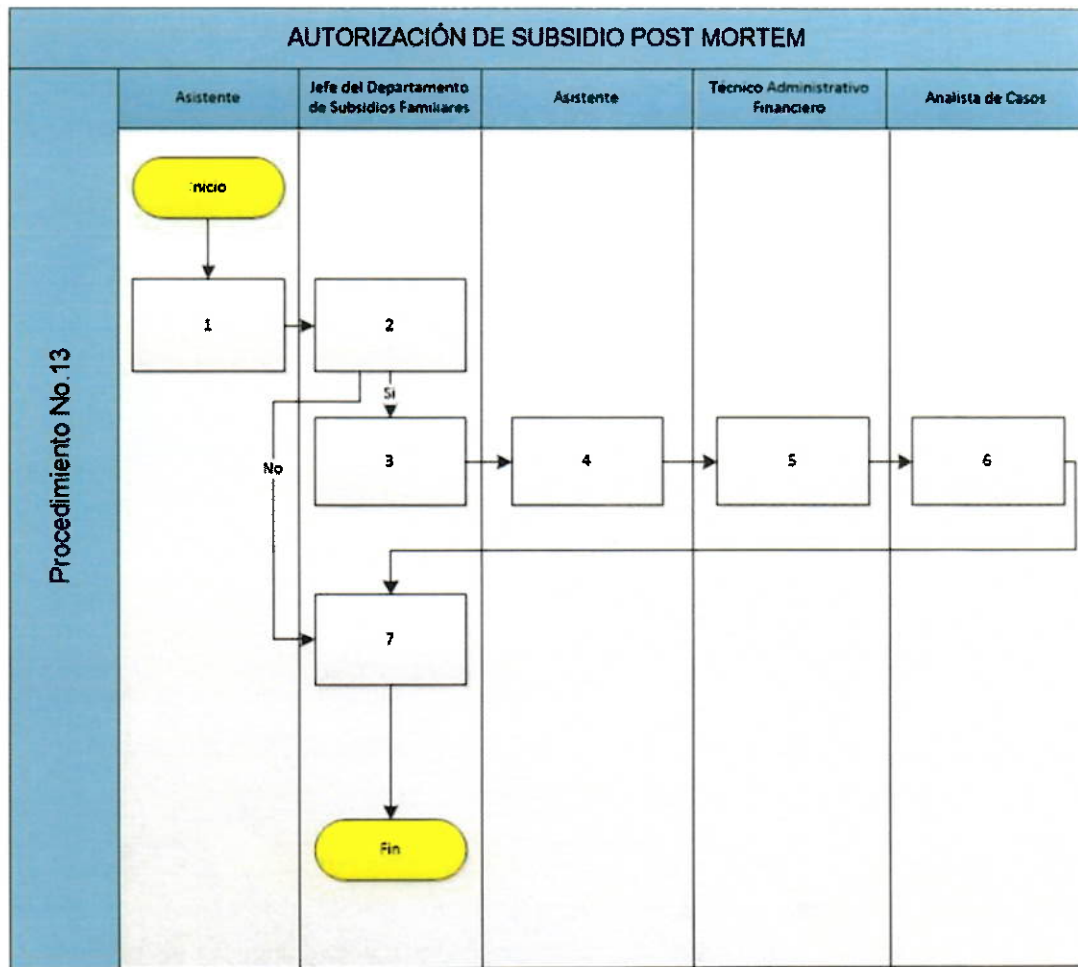 AUTORIZACIÓN DE SUBSIDIO POST MORTEM
Asistente
Jefe del Departamento
de Subsidios Familiares
Asistente
Técnico Administrativo
Financiero
Analista de Casos
Procedimiento No.13
Inicio
1
2
Si
No
3
4
5
6
7
Fin